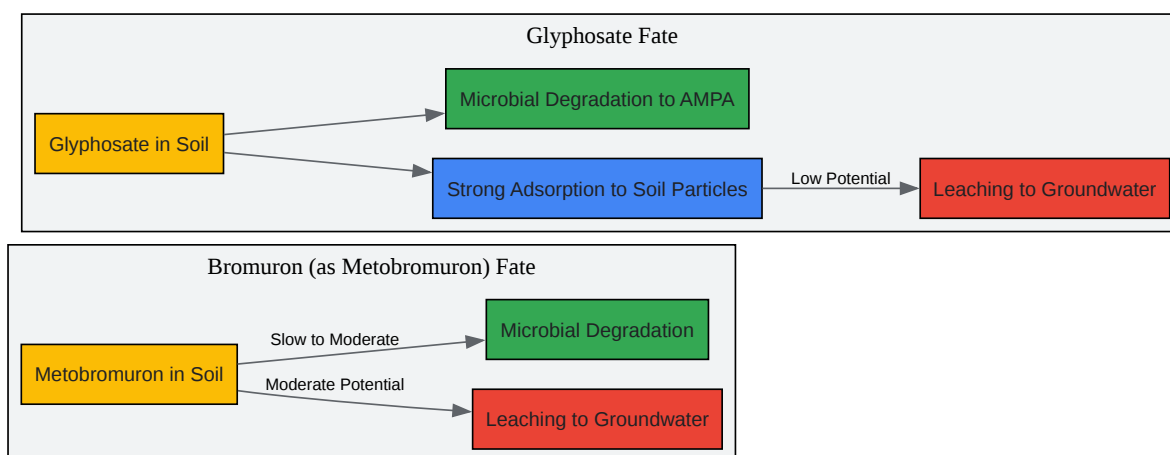 Glyphosate Fate
Microbial Degradation to AMPA
Glyphosate in Soil
Strong Adsorption to Soil Particles
Low Potential
Leaching to Groundwater
Bromuron (as Metobromuron) Fate
Slow to Moderate
Microbial Degradation
Metobromuron in Soil
Moderate Potential
Leaching to Groundwater